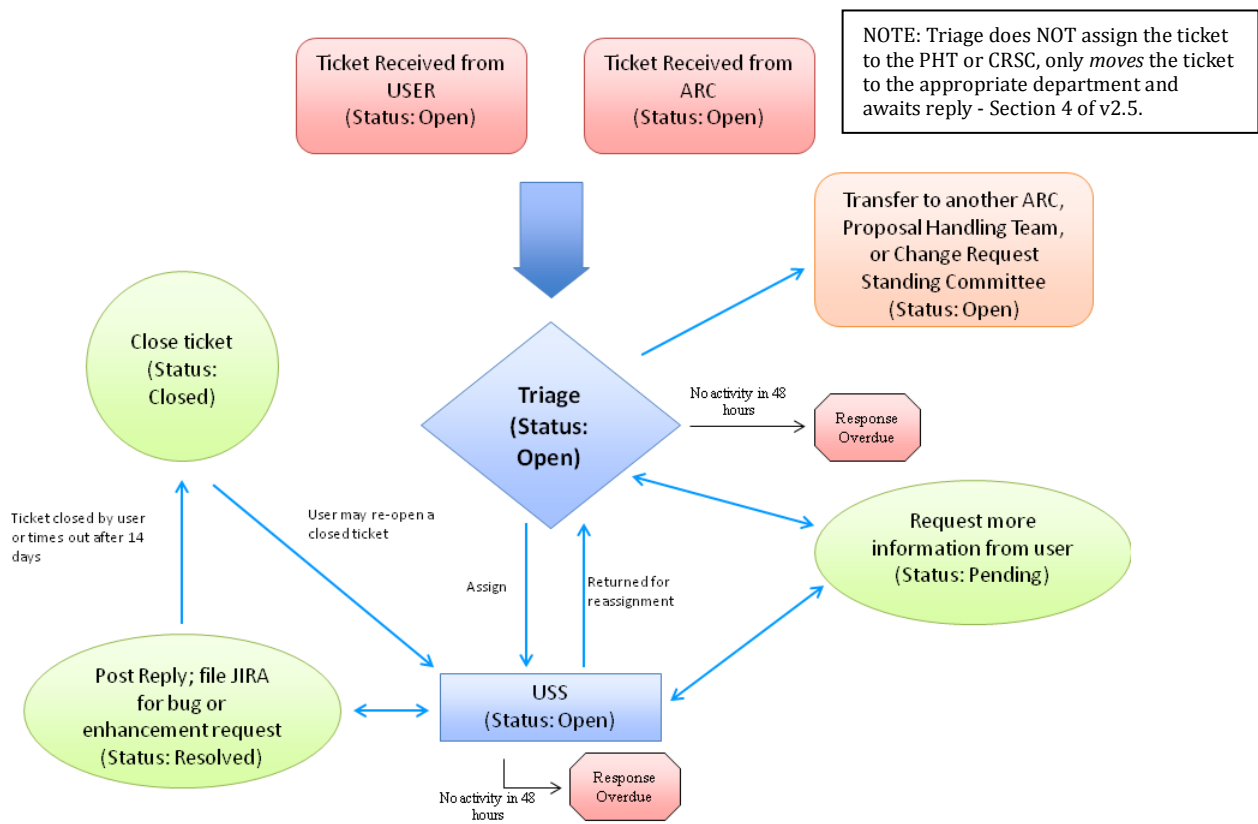 Ticket Received from
USER
(Status: Open)
Ticket Received from
ARC
(Status: Open)
NOTE: Triage does NOT assign the ticket
to the PHT or CRSC, only moves the ticket
to the appropriate department and
awaits reply - Section 4 of v2.5.
Transfer to another ARC,
Proposal Handling Team,
or Change Request
Standing Committee
(Status: Open)
Close ticket
(Status:
Closed)
Triage
(Status:
Open)
No activity in 48
hours
Response
Overdue
Ticket closed by user
or times out after 14
days
User may re-open a
closed ticket
Request more
information from user
(Status: Pending)
Assign
Returned for
reassignment
Post Reply; file JIRA
for bug or
enhancement request
(Status: Resolved)
USS
(Status: Open)
No activity in 48
hours
Response
Overdue